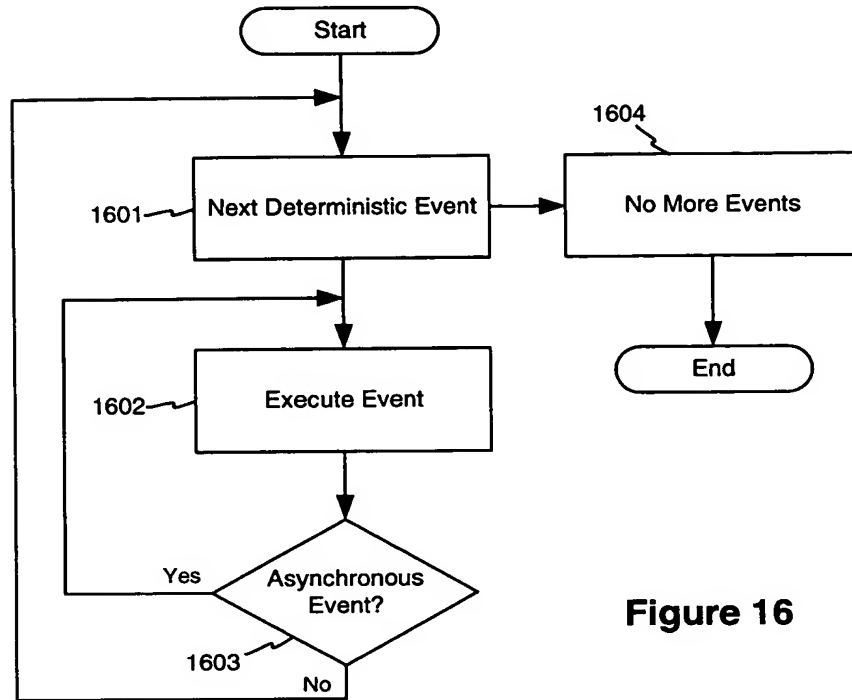 Start
1604
1601
Next Deterministic Event
No More Events
1602
Execute Event
End
Yes
Asynchronous
Event?
Figure 16
1603
No